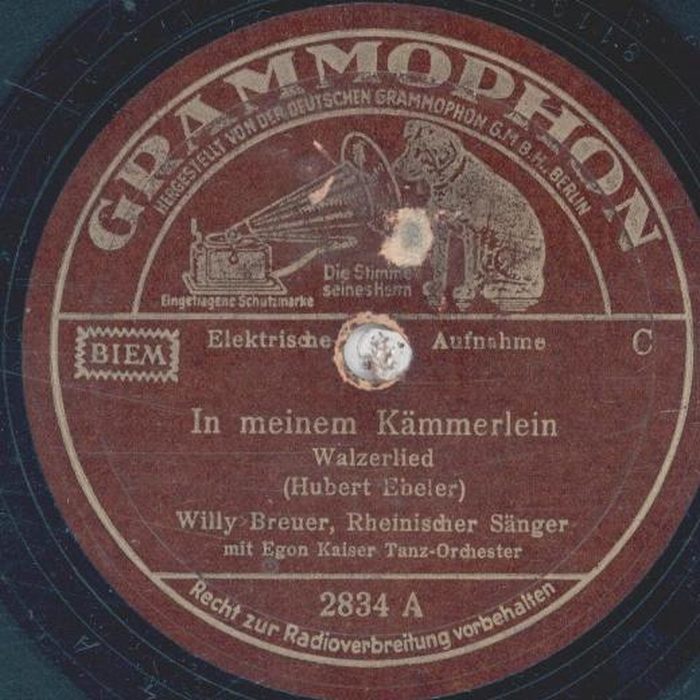 GRAMMOPHON
HERGESTELLT VON DER DEUTSCHEN GRAMMOPHON G.M.B.H., BERLIN
Die Stimme
seines Herrn
Eingetragene Schutzmarke
BIEM
Elektrische Aufnahme
C
In meinem Kämmerlein
Walzerlied
(Hubert Ebeler)
Willy Breuer, Rheinischer Sänger
mit Egon Kaiser Tanz-Orchester
2834 A
Recht zur Radioverbreitung vorbehalten